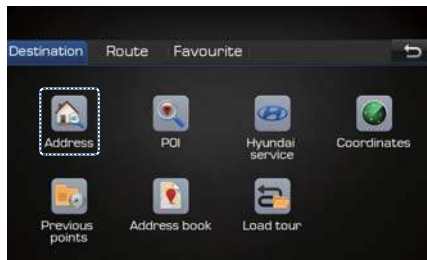 Destination Route Favourite
Address POI Hyundai service Coordinates
Previous points Address book Load tour